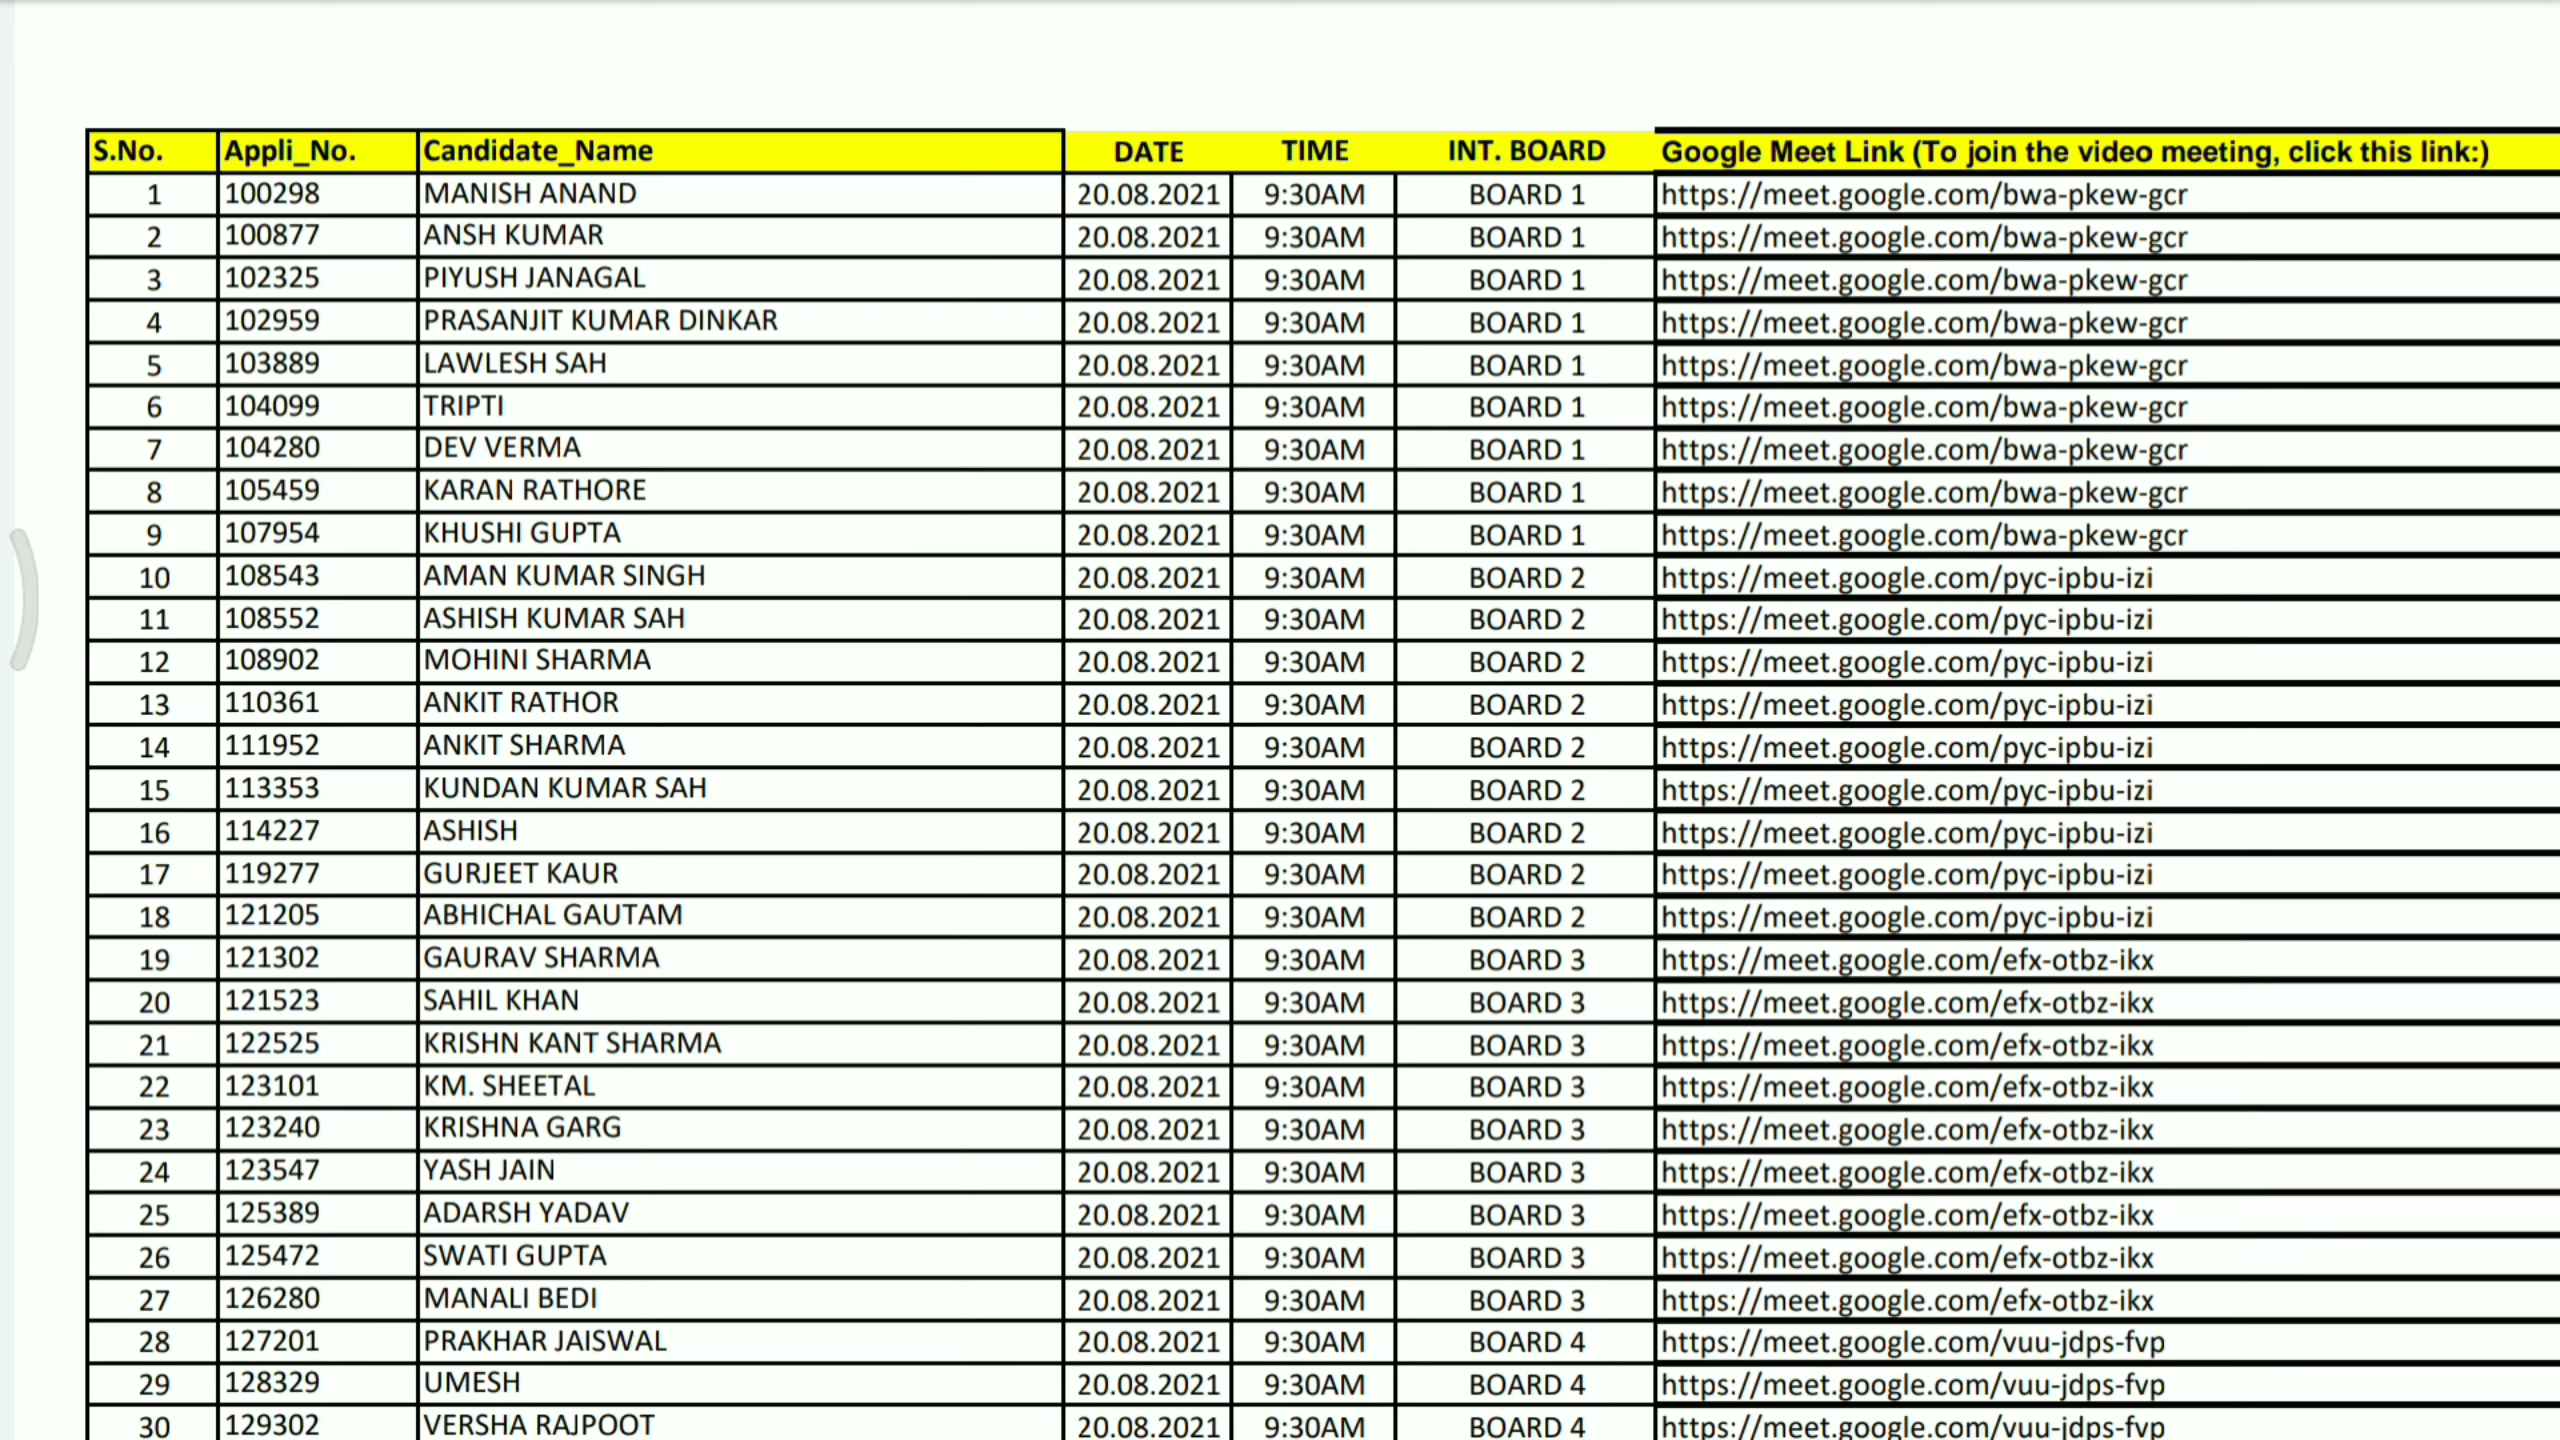 S.No. Appli_No. Candidate_Name DATE TIME INT. BOARD Google Meet Link (To join the video meeting, click this link:)
1 100298 MANISH ANAND 20.08.2021 9:30AM BOARD 1 https://meet.google.com/bwa-pkew-gcr
2 100877 ANSH KUMAR 20.08.2021 9:30AM BOARD 1 https://meet.google.com/bwa-pkew-gcr
3 102325 PIYUSH JANAGAL 20.08.2021 9:30AM BOARD 1 https://meet.google.com/bwa-pkew-gcr
4 102959 PRASANJIT KUMAR DINKAR 20.08.2021 9:30AM BOARD 1 https://meet.google.com/bwa-pkew-gcr
5 103889 LAWLESH SAH 20.08.2021 9:30AM BOARD 1 https://meet.google.com/bwa-pkew-gcr
6 104099 TRIPTI 20.08.2021 9:30AM BOARD 1 https://meet.google.com/bwa-pkew-gcr
7 104280 DEV VERMA 20.08.2021 9:30AM BOARD 1 https://meet.google.com/bwa-pkew-gcr
8 105459 KARAN RATHORE 20.08.2021 9:30AM BOARD 1 https://meet.google.com/bwa-pkew-gcr
9 107954 KHUSHI GUPTA 20.08.2021 9:30AM BOARD 1 https://meet.google.com/bwa-pkew-gcr
10 108543 AMAN KUMAR SINGH 20.08.2021 9:30AM BOARD 2 https://meet.google.com/pyc-ipbu-izi
11 108552 ASHISH KUMAR SAH 20.08.2021 9:30AM BOARD 2 https://meet.google.com/pyc-ipbu-izi
12 108902 MOHINI SHARMA 20.08.2021 9:30AM BOARD 2 https://meet.google.com/pyc-ipbu-izi
13 110361 ANKIT RATHOR 20.08.2021 9:30AM BOARD 2 https://meet.google.com/pyc-ipbu-izi
14 111952 ANKIT SHARMA 20.08.2021 9:30AM BOARD 2 https://meet.google.com/pyc-ipbu-izi
15 113353 KUNDAN KUMAR SAH 20.08.2021 9:30AM BOARD 2 https://meet.google.com/pyc-ipbu-izi
16 114227 ASHISH 20.08.2021 9:30AM BOARD 2 https://meet.google.com/pyc-ipbu-izi
17 119277 GURJEET KAUR 20.08.2021 9:30AM BOARD 2 https://meet.google.com/pyc-ipbu-izi
18 121205 ABHICHAL GAUTAM 20.08.2021 9:30AM BOARD 2 https://meet.google.com/pyc-ipbu-izi
19 121302 GAURAV SHARMA 20.08.2021 9:30AM BOARD 3 https://meet.google.com/efx-otbz-ikx
20 121523 SAHIL KHAN 20.08.2021 9:30AM BOARD 3 https://meet.google.com/efx-otbz-ikx
21 122525 KRISHN KANT SHARMA 20.08.2021 9:30AM BOARD 3 https://meet.google.com/efx-otbz-ikx
22 123101 KM. SHEETAL 20.08.2021 9:30AM BOARD 3 https://meet.google.com/efx-otbz-ikx
23 123240 KRISHNA GARG 20.08.2021 9:30AM BOARD 3 https://meet.google.com/efx-otbz-ikx
24 123547 YASH JAIN 20.08.2021 9:30AM BOARD 3 https://meet.google.com/efx-otbz-ikx
25 125389 ADARSH YADAV 20.08.2021 9:30AM BOARD 3 https://meet.google.com/efx-otbz-ikx
26 125472 SWATI GUPTA 20.08.2021 9:30AM BOARD 3 https://meet.google.com/efx-otbz-ikx
27 126280 MANALI BEDI 20.08.2021 9:30AM BOARD 3 https://meet.google.com/efx-otbz-ikx
28 127201 PRAKHAR JAISWAL 20.08.2021 9:30AM BOARD 4 https://meet.google.com/vuu-jdps-fvp
29 128329 UMESH 20.08.2021 9:30AM BOARD 4 https://meet.google.com/vuu-jdps-fvp
30 129302 VERSHA RAJPOOT 20.08.2021 9:30AM BOARD 4 https://meet.google.com/vuu-jdps-fvp